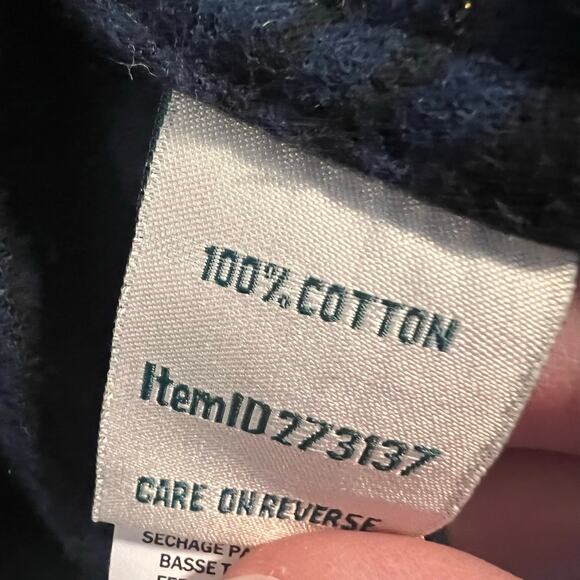 100% COTTON
ItemID 273137
CARE ON REVERSE
SECHAGE
BASSE